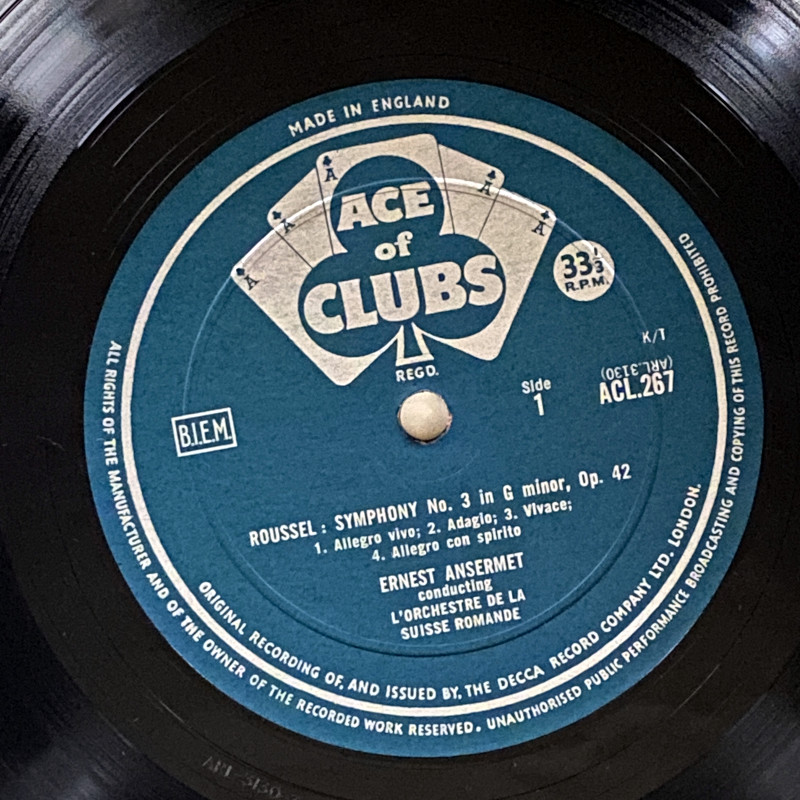 MADE IN ENGLAND
A
A
A
A
ACE
of
CLUBS
REGD.
33⅓
R.P.M.
K/T
(ARL.3130)
Side
1
ACL.267
B.I.E.M.
ROUSSEL: SYMPHONY No. 3 in G minor, Op. 42
1. Allegro vivo; 2. Adagio; 3. Vivace;
4. Allegro con spirito
ERNEST ANSERMET
conducting
L'ORCHESTRE DE LA
SUISSE ROMANDE
ORIGINAL RECORDING OF, AND ISSUED BY, THE DECCA RECORD COMPANY LTD. LONDON.
ALL RIGHTS OF THE MANUFACTURER AND OF THE OWNER OF THE RECORDED WORK RESERVED. UNAUTHORISED PUBLIC PERFORMANCE BROADCASTING AND COPYING OF THIS RECORD PROHIBITED